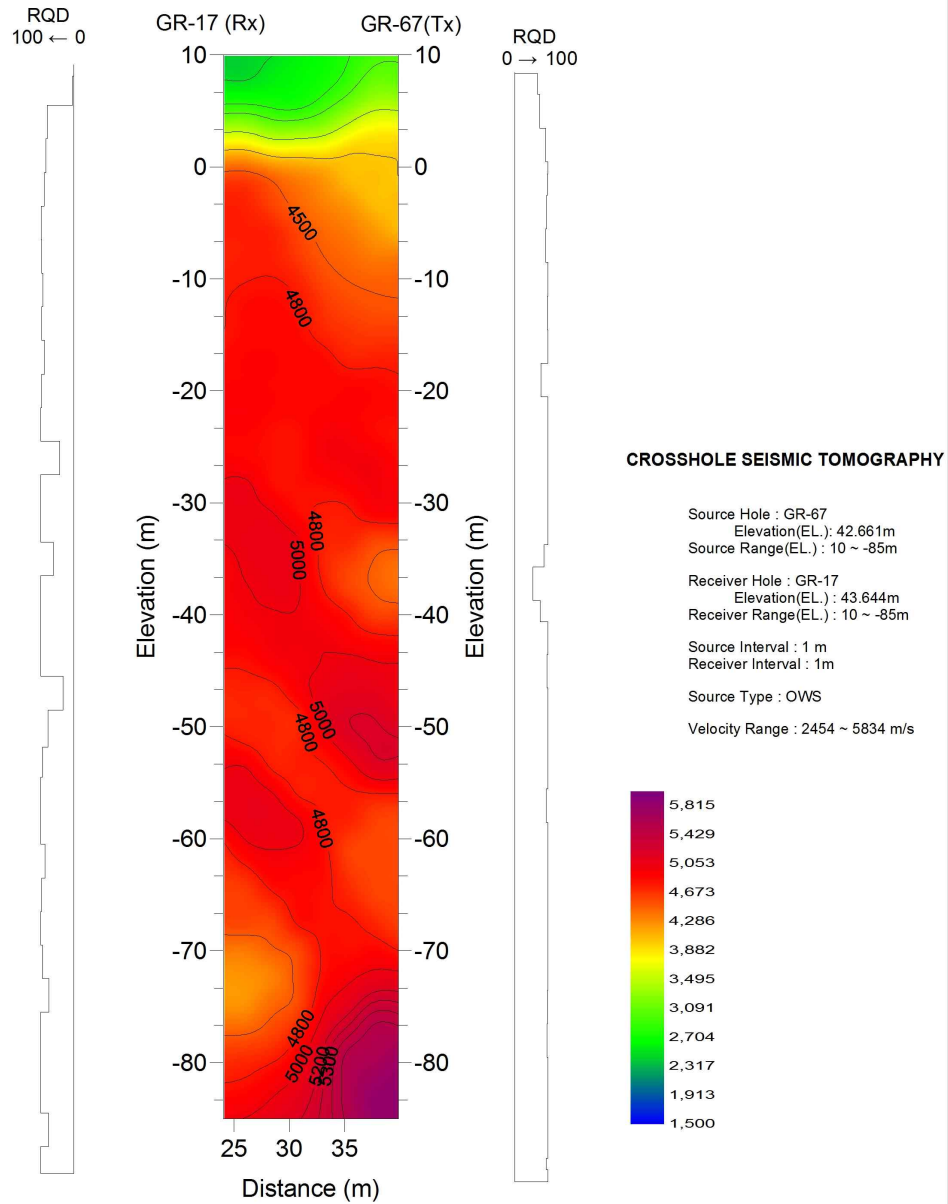 RQD
100 ← 0
GR-17 (Rx)
GR-67(Tx)
RQD
0 → 100
10
0
-10
-20
-30
-40
-50
-60
-70
-80
10
0
-10
-20
-30
-40
-50
-60
-70
-80
Elevation (m)
Elevation (m)
4500
4800
4800
5000
5000
4800
4800
4800
5000
5200
5300
25 30 35
Distance (m)
CROSSHOLE SEISMIC TOMOGRAPHY
Source Hole : GR-67
Elevation(EL.) : 42.661m
Source Range(EL.) : 10 ~ -85m
Receiver Hole : GR-17
Elevation(EL.) : 43.644m
Receiver Range(EL.) : 10 ~ -85m
Source Interval : 1 m
Receiver Interval : 1m
Source Type : OWS
Velocity Range : 2454 ~ 5834 m/s
5,815
5,429
5,053
4,673
4,286
3,882
3,495
3,091
2,704
2,317
1,913
1,500